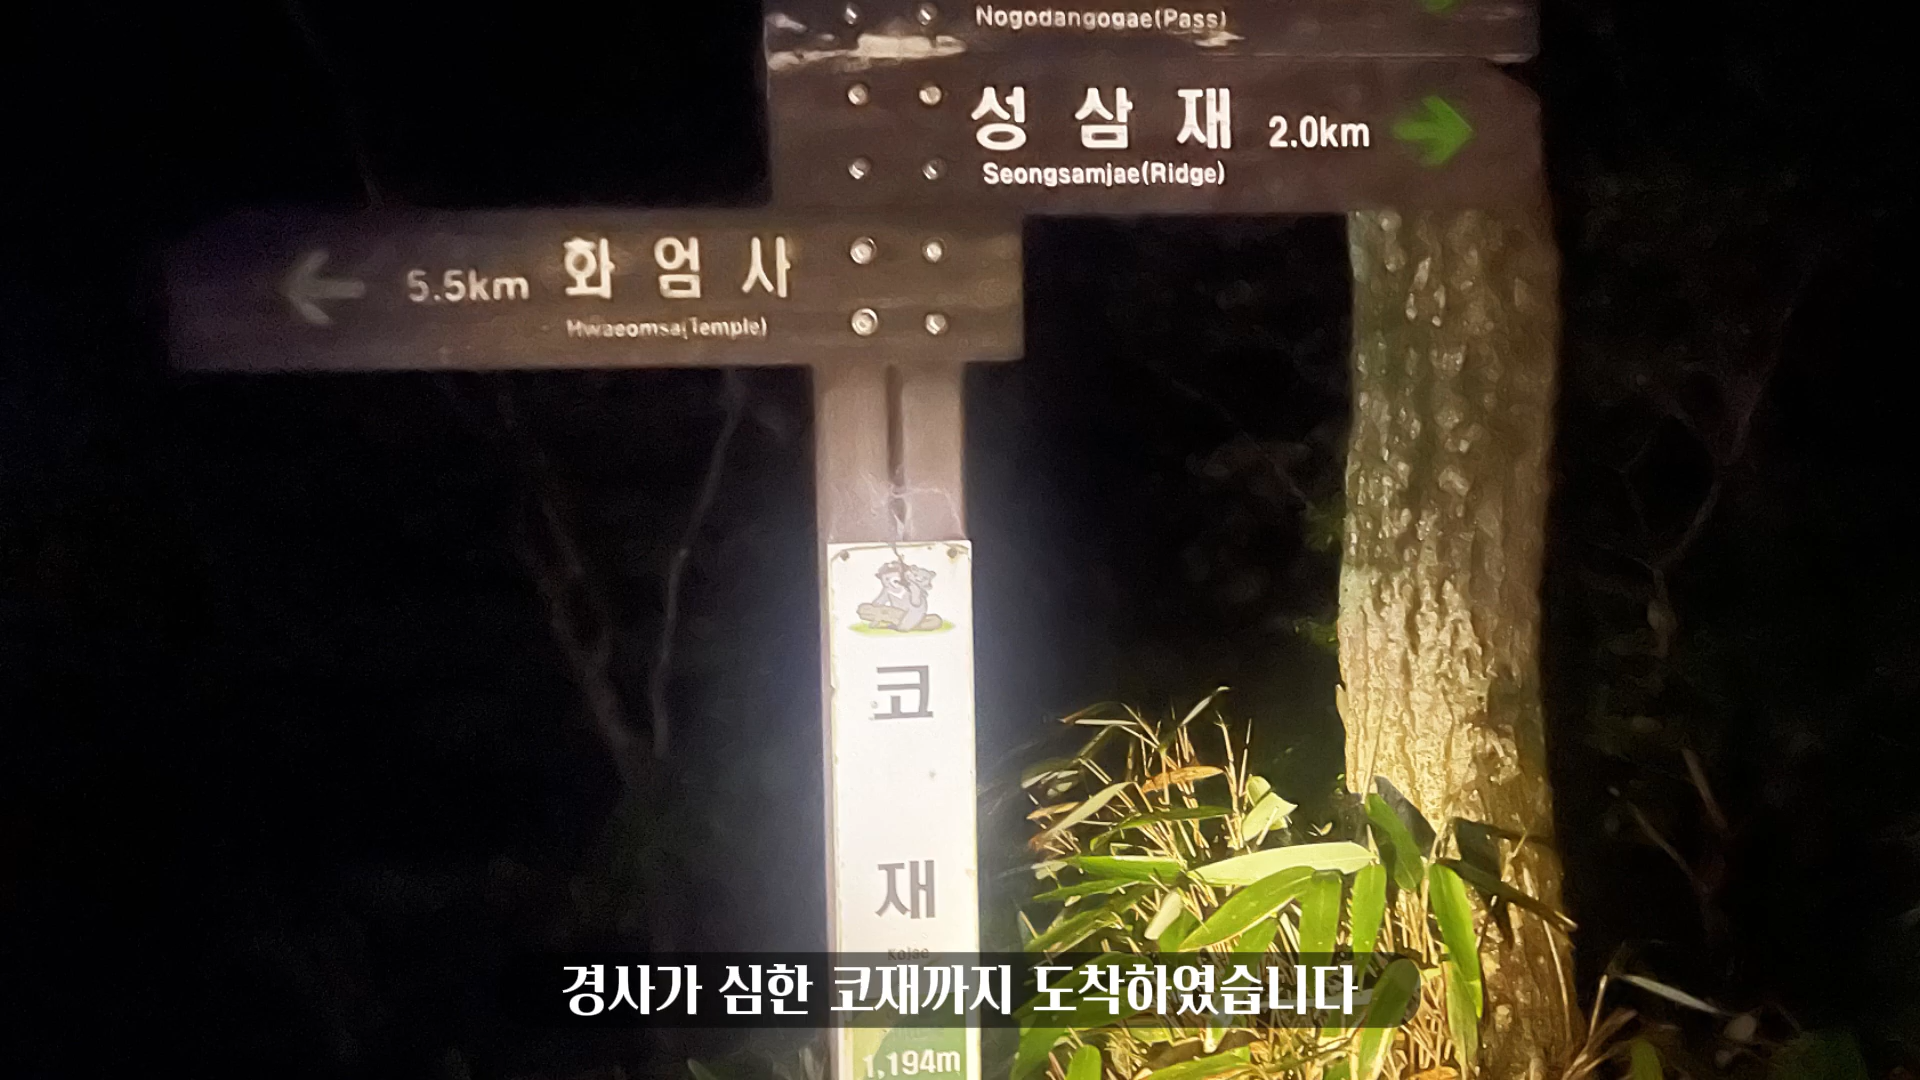 Nogodangogae(Pass)
성삼재 2.0km
Seongsamjae(Ridge)
5.5km 화엄사
Hwaeomsa(Temple)
코재
Kojae
경사가 심한 코재까지 도착하였습니다
1,194m